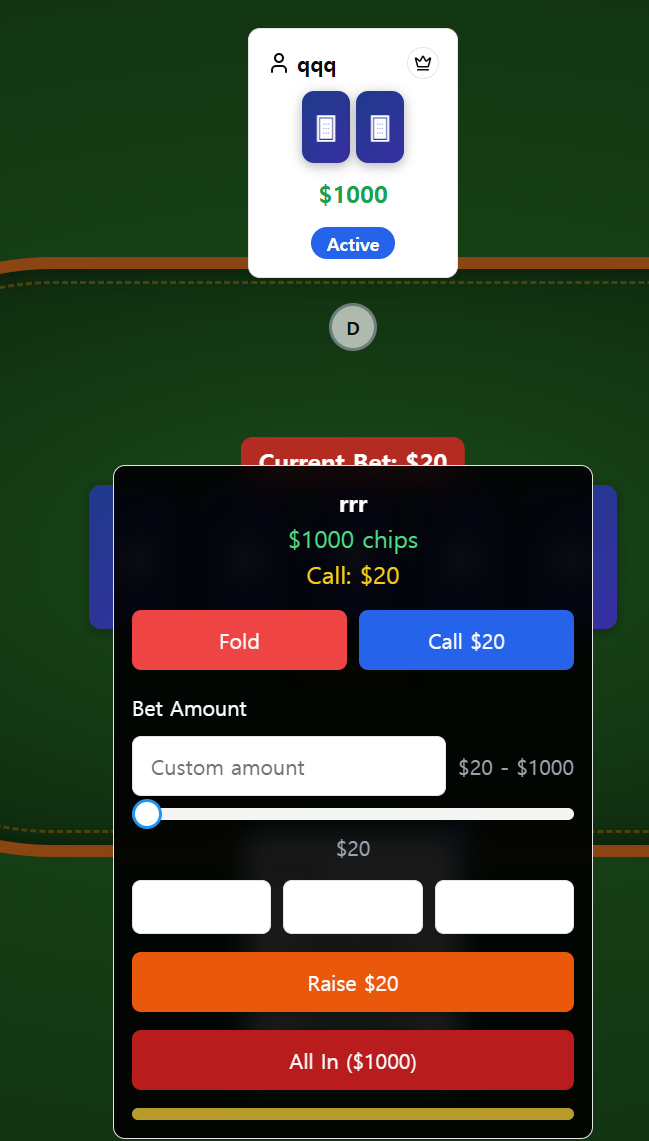 qqq
$1000
Active
D
Current Bet: $20
rrr
$1000 chips
Call: $20
Fold
Call $20
Bet Amount
Custom amount
$20 - $1000
$20
Raise $20
All In ($1000)